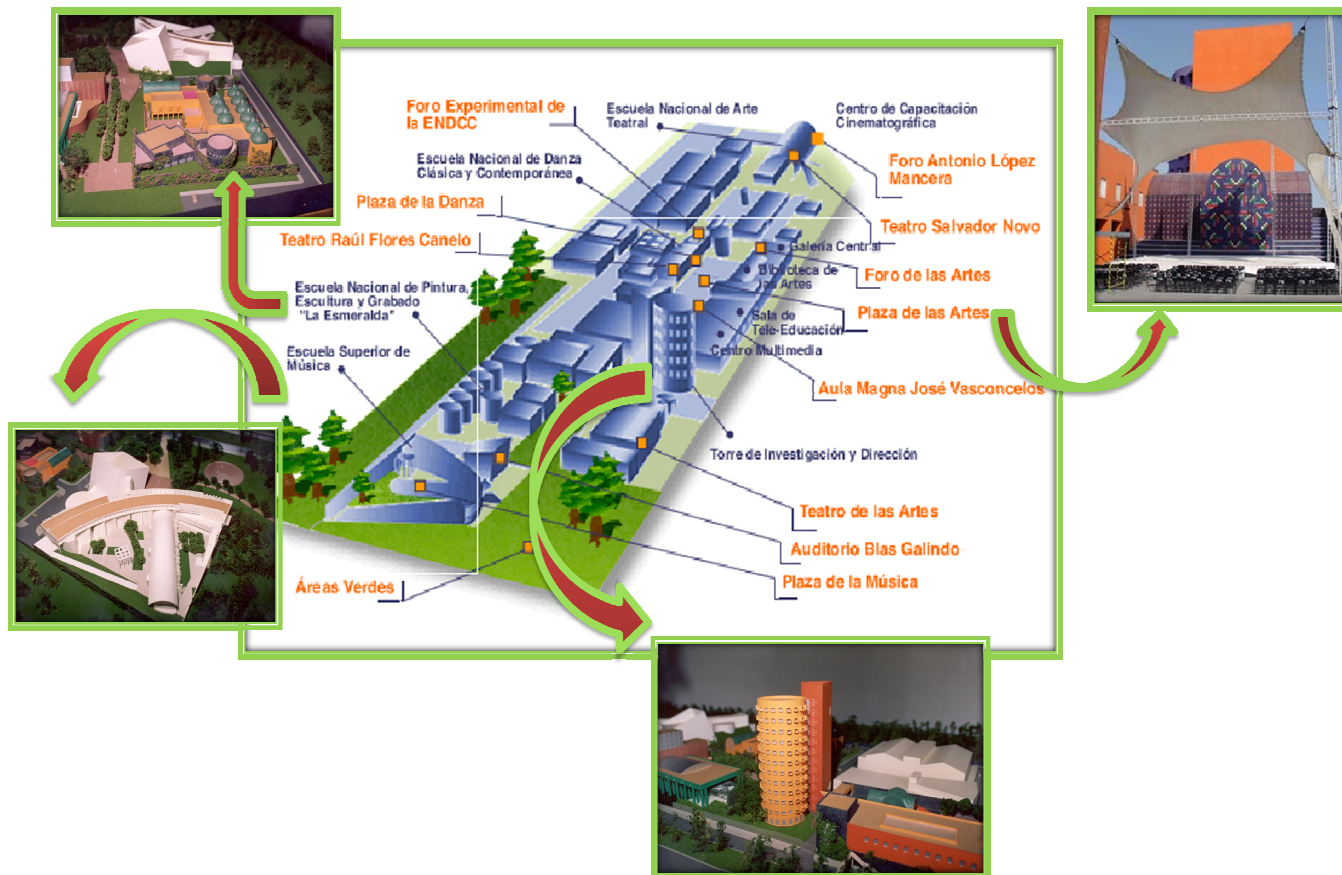 Foro Experimental de
la ENDCC
Escuela Nacional de Arte
Teatral
Centro de Capacitación
Cinematográfica
Escuela Nacional de Danza
Clásica y Contemporánea
Foro Antonio López
Mancera
Plaza de la Danza
Teatro Salvador Novo
Teatro Raúl Flores Canelo
Galería Central
Biblioteca de
las Artes
Foro de las Artes
Escuela Nacional de Pintura,
Escultura y Grabado
"La Esmeralda"
Plaza de las Artes
Sala de
Tele-Educación
Escuela Superior de
Música
Centro Multimedia
Aula Magna José Vasconcelos
Torre de Investigación y Dirección
Teatro de las Artes
Auditorio Blas Galindo
Plaza de la Música
Áreas Verdes